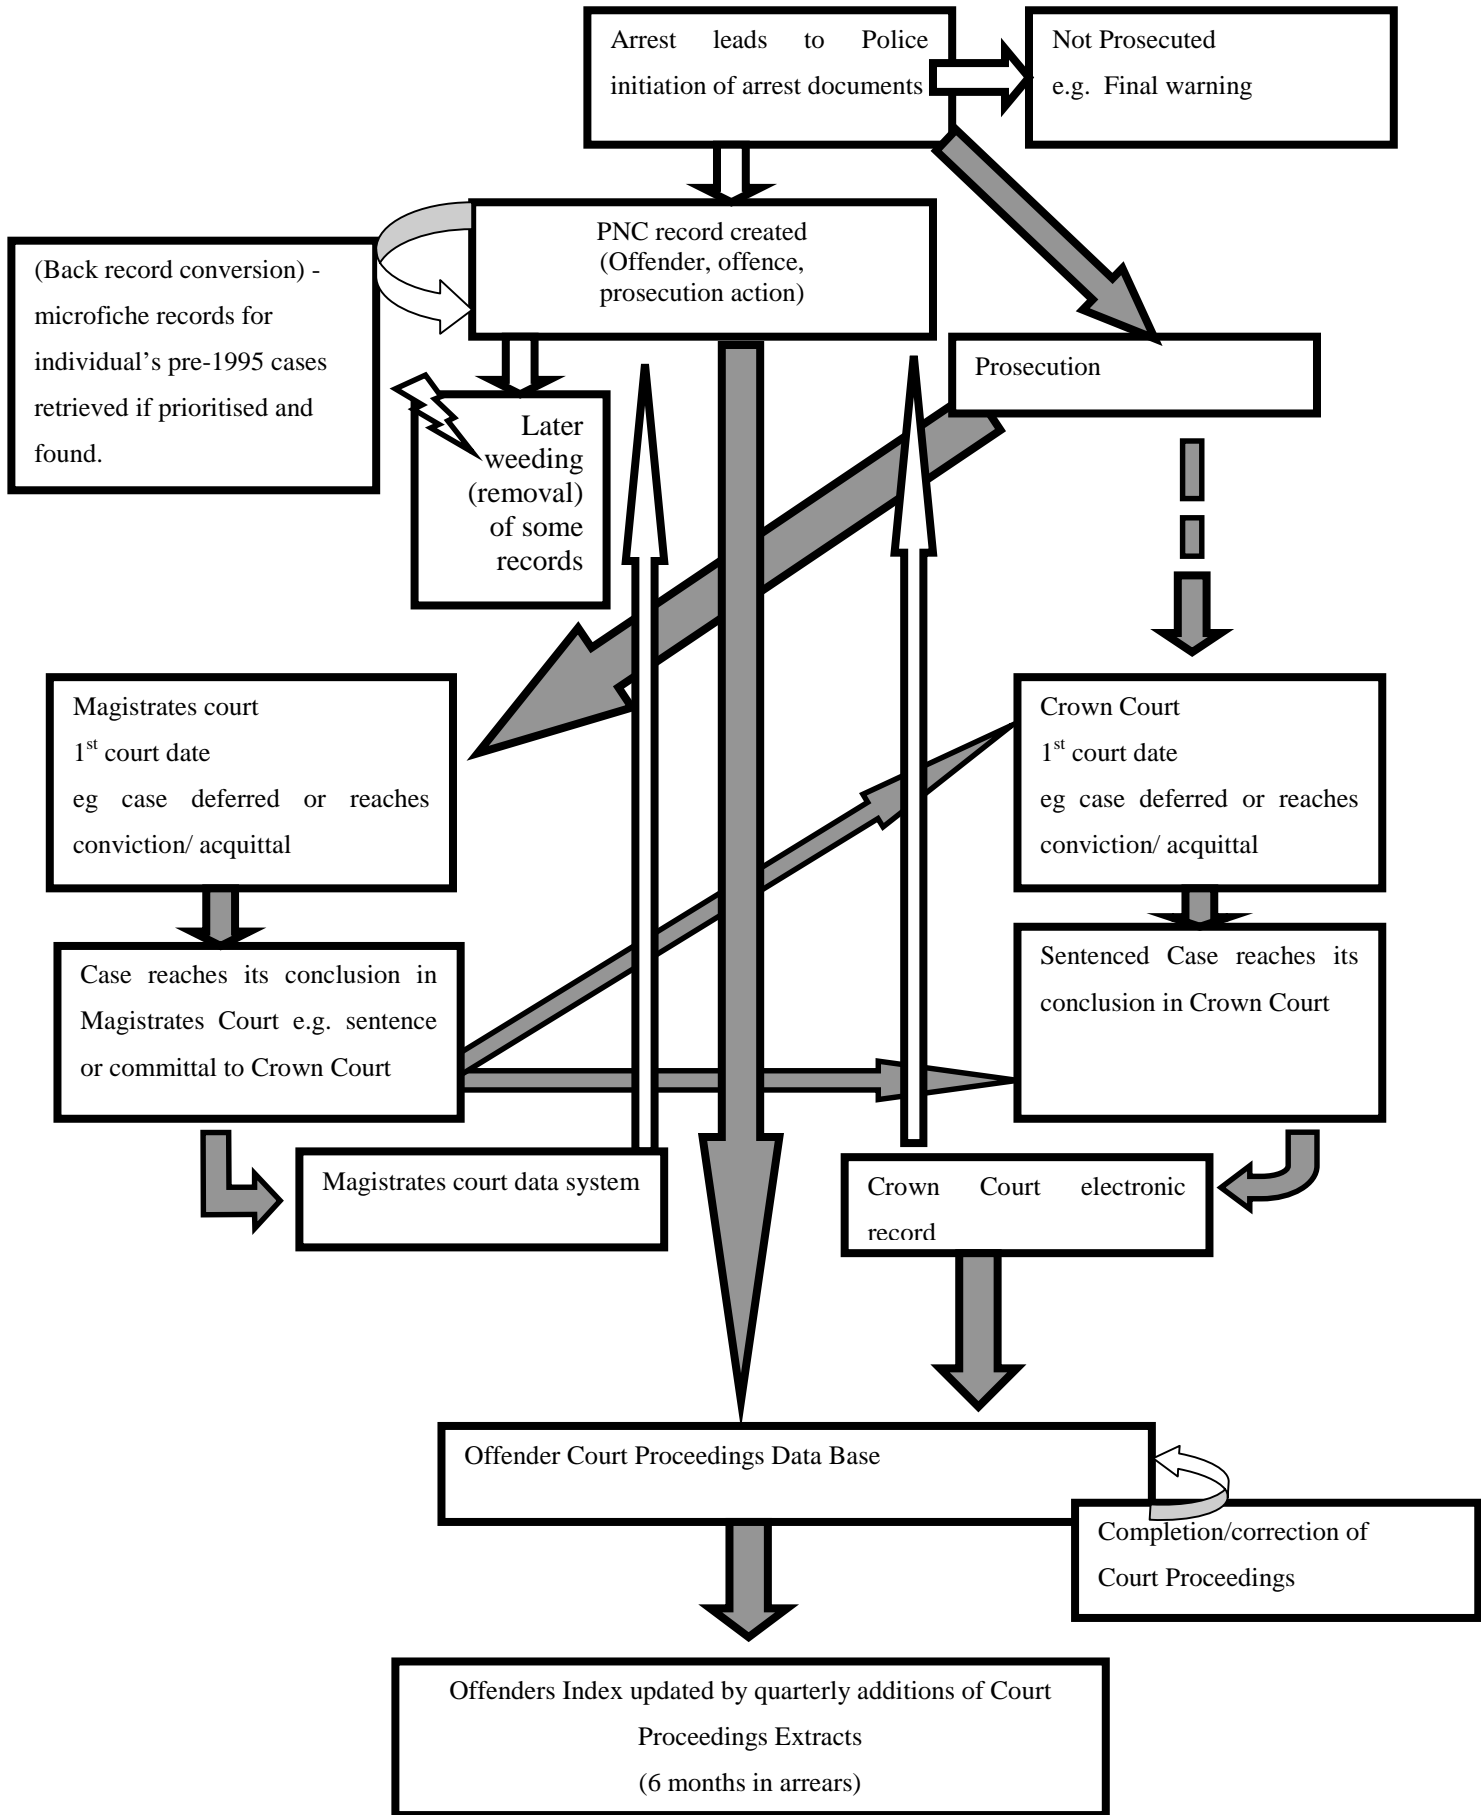 Arrest leads to Police
initiation of arrest documents
Not Prosecuted
e.g. Final warning
PNC record created
(Offender, offence,
prosecution action)
(Back record conversion) -
microfiche records for
individual’s pre-1995 cases
retrieved if prioritised and
found.
Prosecution
Later
weeding
(removal)
of some
records
Magistrates court
1st court date
eg case deferred or reaches
conviction/ acquittal
Crown Court
1st court date
eg case deferred or reaches
conviction/ acquittal
Case reaches its conclusion in
Magistrates Court e.g. sentence
or committal to Crown Court
Sentenced Case reaches its
conclusion in Crown Court
Magistrates court data system
Crown Court electronic
record
Offender Court Proceedings Data Base
Completion/correction of
Court Proceedings
Offenders Index updated by quarterly additions of Court
Proceedings Extracts
(6 months in arrears)